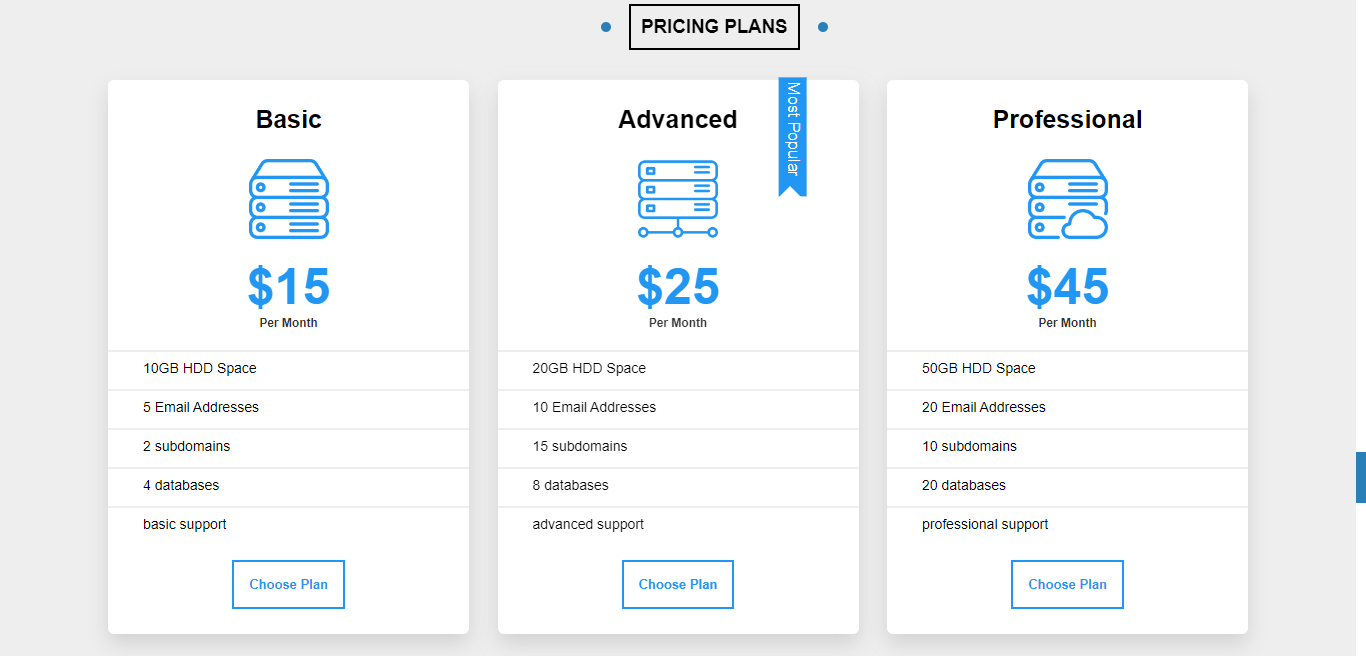 PRICING PLANS
Basic
$15
Per Month
10GB HDD Space
5 Email Addresses
2 subdomains
4 databases
basic support
Choose Plan
Advanced
Most Popular
$25
Per Month
20GB HDD Space
10 Email Addresses
15 subdomains
8 databases
advanced support
Choose Plan
Professional
$45
Per Month
50GB HDD Space
20 Email Addresses
10 subdomains
20 databases
professional support
Choose Plan